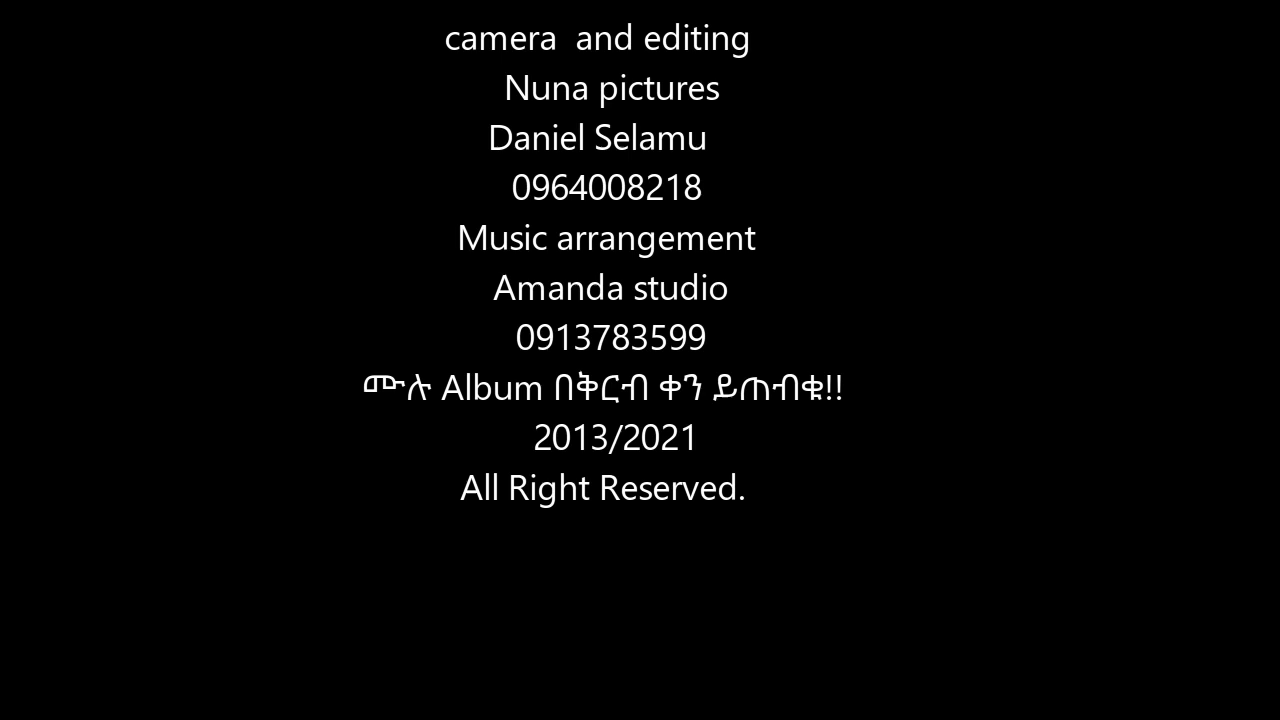 camera  and editing
Nuna pictures
Daniel Selamu
0964008218
Music arrangement
Amanda studio
0913783599
ሙሉ Album በቅርብ ቀን ይጠብቁ!!
2013/2021
All Right Reserved.